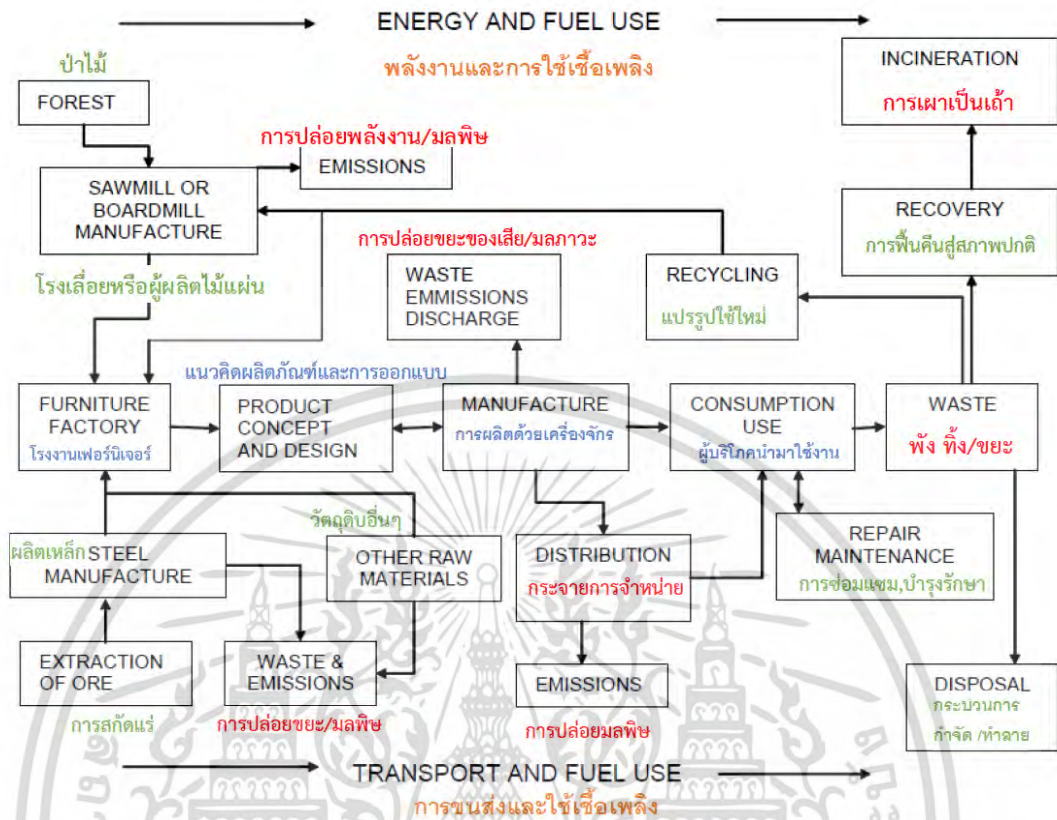 ENERGY AND FUEL USE
พลังงานและการใช้เชื้อเพลิง
ป่าไม้
FOREST
การปล่อยพลังงาน/มลพิษ
EMISSIONS
SAWMILL OR
BOARDMILL
MANUFACTURE
โรงเลื่อยหรือผู้ผลิตไม้แผ่น
INCINERATION
การเผาเป็นเถ้า
RECOVERY
การฟื้นคืนสู่สภาพปกติ
การปล่อยขยะของเสีย/มลภาวะ
WASTE
EMMISSIONS
DISCHARGE
RECYCLING
แปรรูปใช้ใหม่
FURNITURE
FACTORY
โรงงานเฟอร์นิเจอร์
แนวคิดผลิตภัณฑ์และการออกแบบ
PRODUCT
CONCEPT
AND DESIGN
MANUFACTURE
การผลิตด้วยเครื่องจักร
CONSUMPTION
USE
ผู้บริโภคนำมาใช้งาน
WASTE
พัง ทิ้ง/ขยะ
ผลิตเหล็ก STEEL
MANUFACTURE
วัตถุดิบอื่นๆ
OTHER RAW
MATERIALS
DISTRIBUTION
กระจายการจำหน่าย
REPAIR
MAINTENANCE
การซ่อมแซม,บำรุงรักษา
EXTRACTION
OF ORE
การสกัดแร่
WASTE &
EMISSIONS
การปล่อยขยะ/มลพิษ
EMISSIONS
การปล่อยมลพิษ
DISPOSAL
กระบวนการ
กำจัด /ทำลาย
TRANSPORT AND FUEL USE
การขนส่งและใช้เชื้อเพลิง